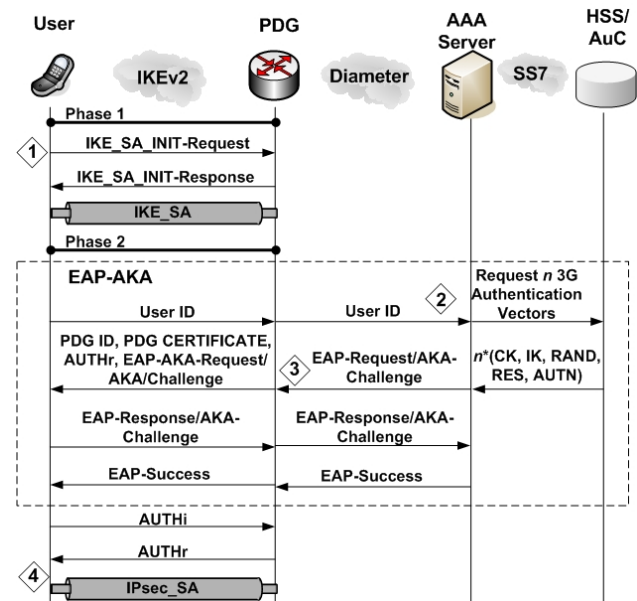 User
PDG
AAA
Server
HSS/
AuC
IKEv2
Diameter
SS7
Phase 1
1
IKE_SA_INIT-Request
IKE_SA_INIT-Response
IKE_SA
Phase 2
EAP-AKA
User ID
User ID
2
Request n 3G
Authentication
Vectors
PDG ID, PDG CERTIFICATE,
AUTHr, EAP-AKA-Request/
AKA/Challenge
3
EAP-Request/AKA-
Challenge
n*(CK, IK, RAND,
RES, AUTN)
EAP-Response/AKA-
Challenge
EAP-Response/AKA-
Challenge
EAP-Success
EAP-Success
AUTHi
AUTHr
4
IPsec_SA